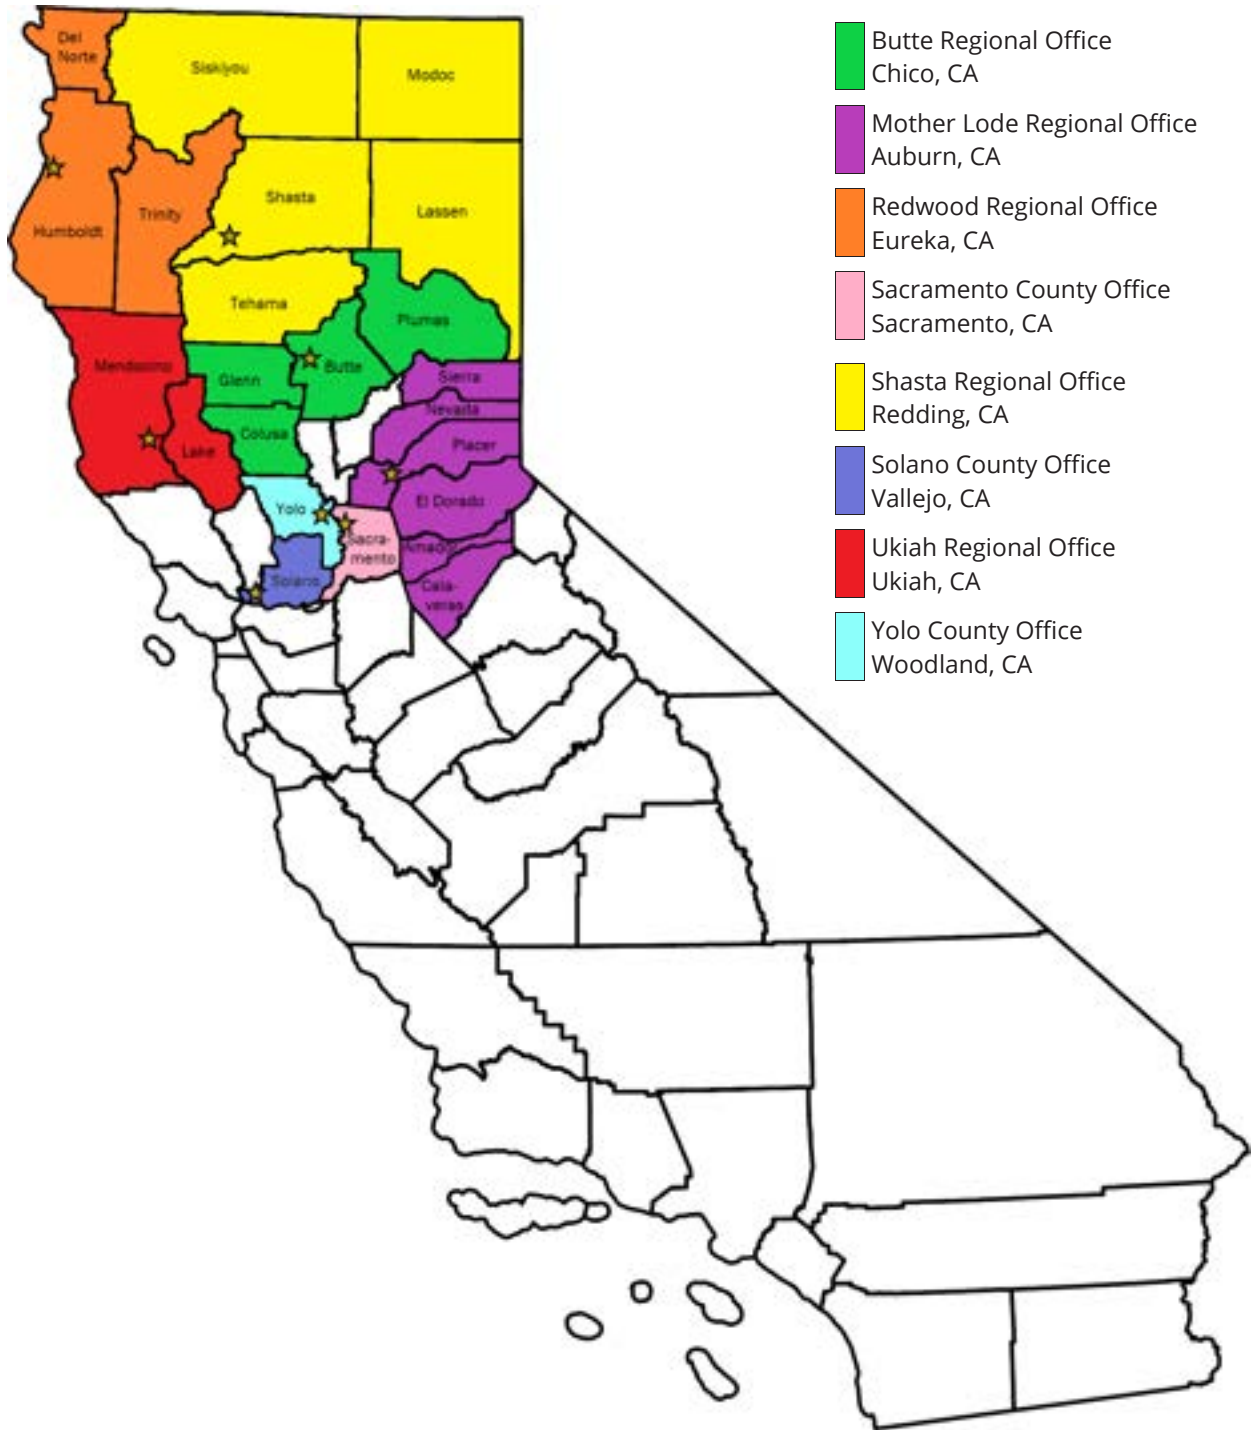 Del
Norte
Siskiyou
Modoc
Shasta
Lassen
Trinity
Humboldt
Tehama
Plumas
Mendocino
Glenn
Butte
Sierra
Nevada
Colusa
Lake
Placer
Yolo
El Dorado
Sacra-
mento
Amador
Solano
Cala-
veras
Butte Regional Office
Chico, CA
Mother Lode Regional Office
Auburn, CA
Redwood Regional Office
Eureka, CA
Sacramento County Office
Sacramento, CA
Shasta Regional Office
Redding, CA
Solano County Office
Vallejo, CA
Ukiah Regional Office
Ukiah, CA
Yolo County Office
Woodland, CA